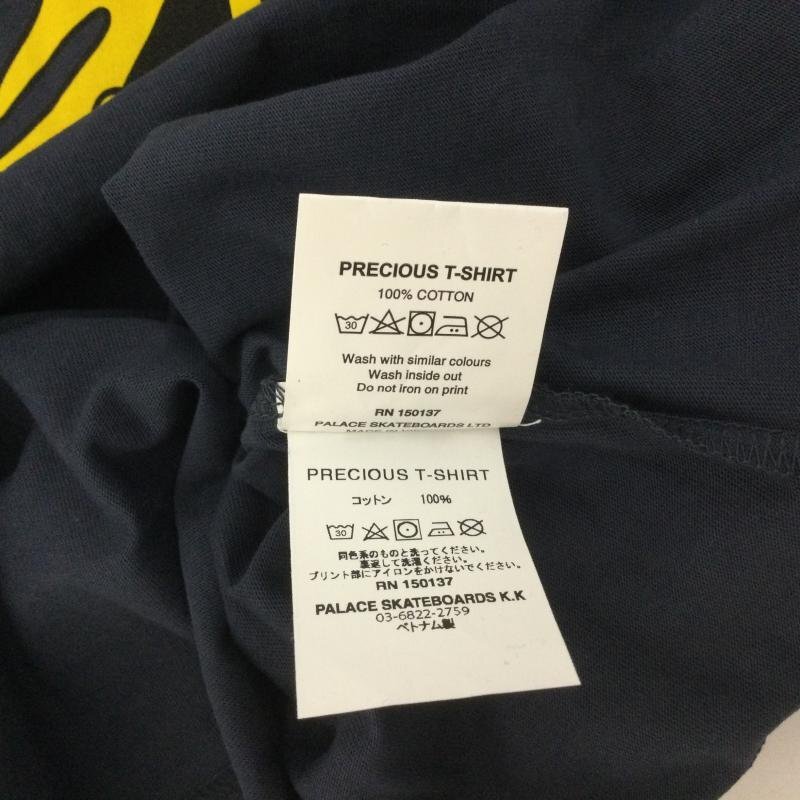 PRECIOUS T-SHIRT
100% COTTON
30
Wash with similar colours
Wash inside out
Do not iron on print
RN 150137
PALACE SKATEBOARDS LTD
MADE IN
PRECIOUS T-SHIRT
コットン 100%
30
同色系のものと洗ってください。
裏返して洗濯ください。
プリント部にアイロンをかけないでください。
RN 150137
PALACE SKATEBOARDS K.K
03-6822-2759
ベトナム製